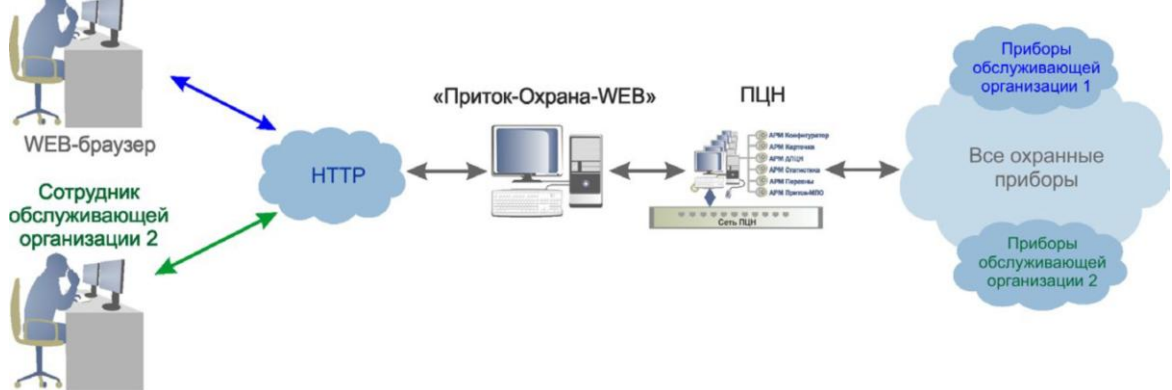 WEB-браузер
Сотрудник
обслуживающей
организации 2
HTTP
«Приток-Охрана-WEB»
ПЦН
АРМ Конфигуратор
АРМ Карточка
АРМ ДПЦН
АРМ Статистика
АРМ Перезвы
АРМ Приток-МПО
Сеть ПЦН
Приборы
обслуживающей
организации 1
Все охранные
приборы
Приборы
обслуживающей
организации 2